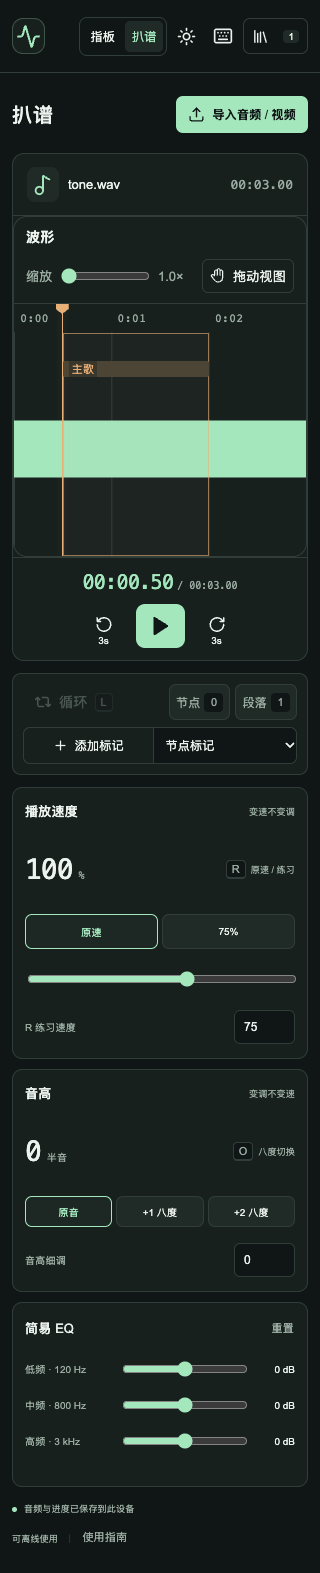 指板 扒谱 1
扒谱 导入音频 / 视频
tone.wav 00:03.00
波形
缩放 1.0× 拖动视图
0:00 0:01 0:02
主歌
00:00.50 / 00:03.00
3s 3s
循环 L 节点 0 段落 1
添加标记 节点标记
播放速度 变速不变调
100 % R 原速 / 练习
原速 75%
R 练习速度 75
音高 变调不变速
0 半音 O 八度切换
原音 +1 八度 +2 八度
音高细调 0
简易 EQ 重置
低频 · 120 Hz 0 dB
中频 · 800 Hz 0 dB
高频 · 3 kHz 0 dB
音频与进度已保存到此设备
可离线使用 使用指南